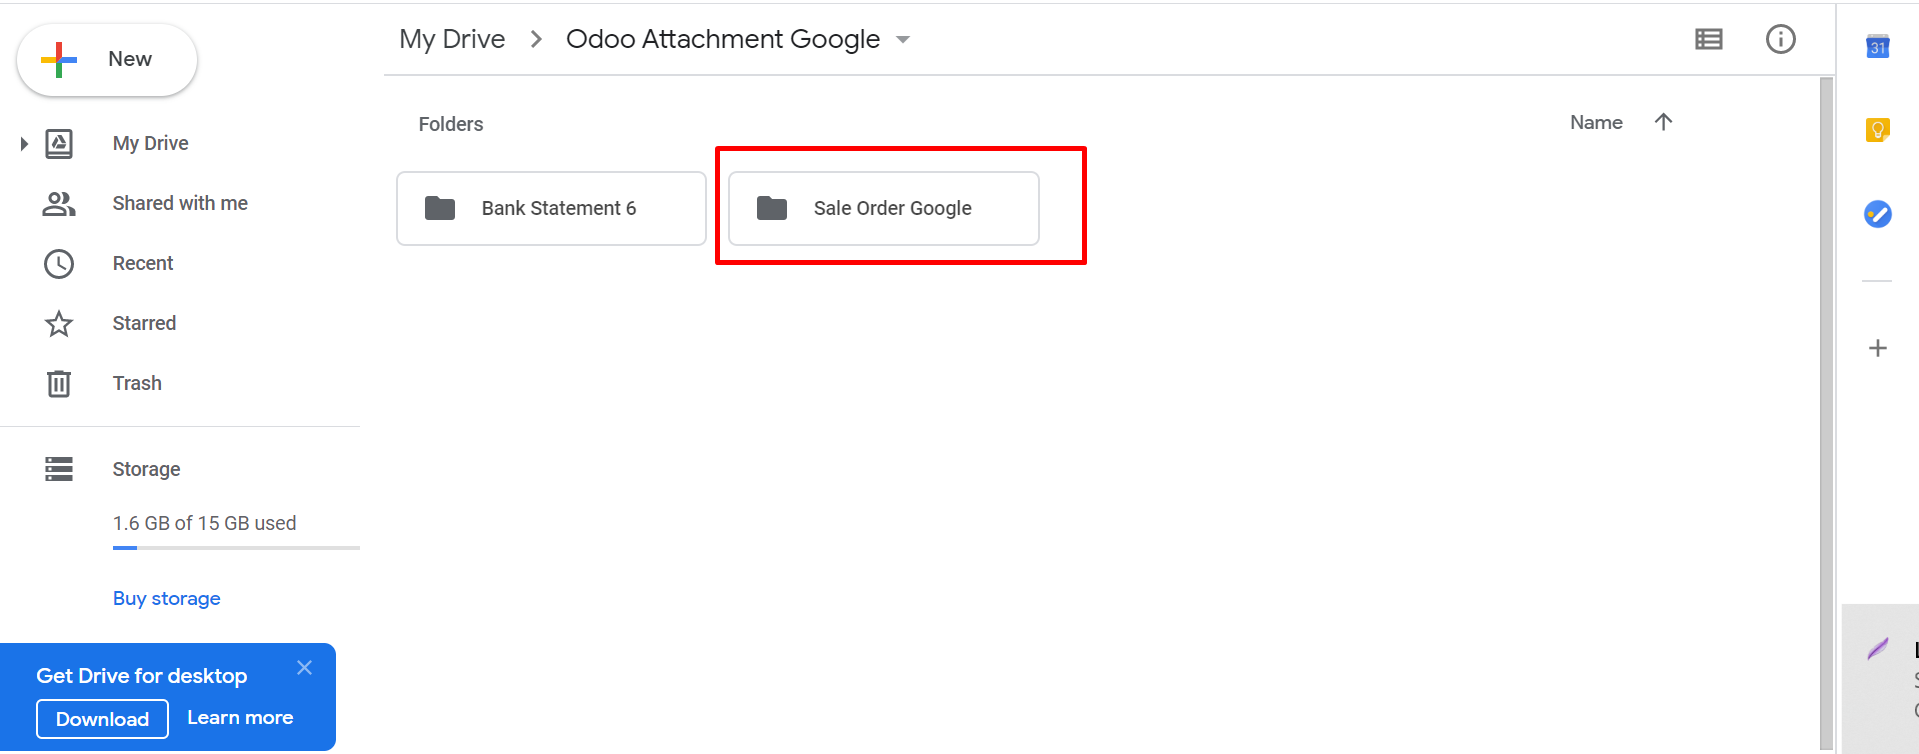 New
My Drive
Shared with me
Recent
Starred
Trash
Storage
1.6 GB of 15 GB used
Buy storage
Get Drive for desktop
Download
Learn more
My Drive > Odoo Attachment Google
Folders
Name
Bank Statement 6
Sale Order Google
31